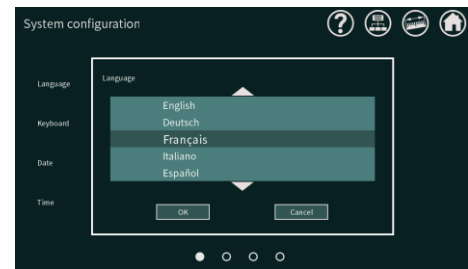 System configuration
?
Language
Keyboard
Date
Time
Language
English
Deutsch
Français
Italiano
Español
OK
Cancel